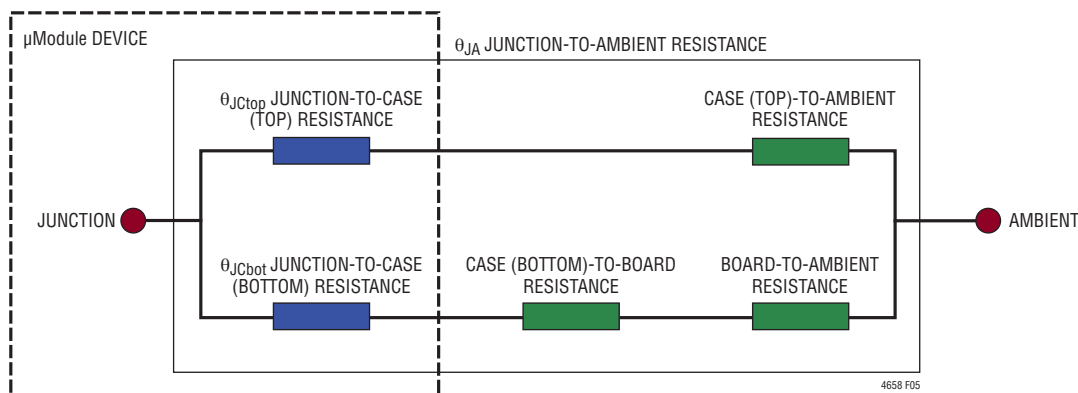 µModule DEVICE
θJA JUNCTION-TO-AMBIENT RESISTANCE
θJCtop JUNCTION-TO-CASE
(TOP) RESISTANCE
CASE (TOP)-TO-AMBIENT
RESISTANCE
JUNCTION
AMBIENT
θJCbot JUNCTION-TO-CASE
(BOTTOM) RESISTANCE
CASE (BOTTOM)-TO-BOARD
RESISTANCE
BOARD-TO-AMBIENT
RESISTANCE
4658 F05